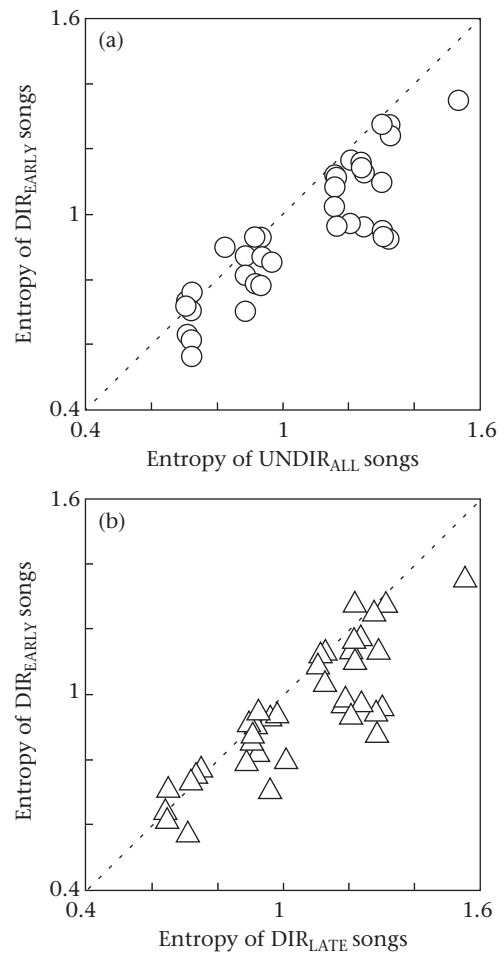 1.6
(a)
Entropy of DIR_EARLY songs
1
0.4
0.4 1 1.6
Entropy of UNDIR_ALL songs
1.6
(b)
Entropy of DIR_EARLY songs
1
0.4
0.4 1 1.6
Entropy of DIR_LATE songs